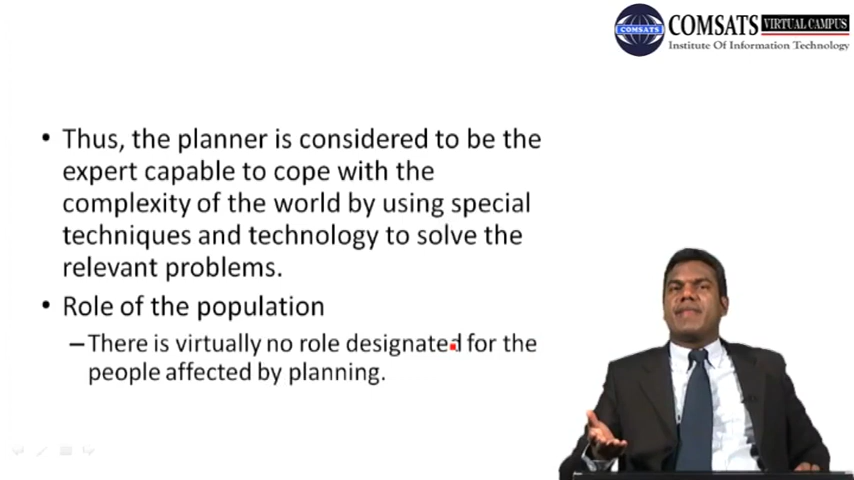 COMSATS
COMSATS VIRTUAL CAMPUS
Institute Of Information Technology
• Thus, the planner is considered to be the
expert capable to cope with the
complexity of the world by using special
techniques and technology to solve the
relevant problems.
• Role of the population
– There is virtually no role designated for the
people affected by planning.